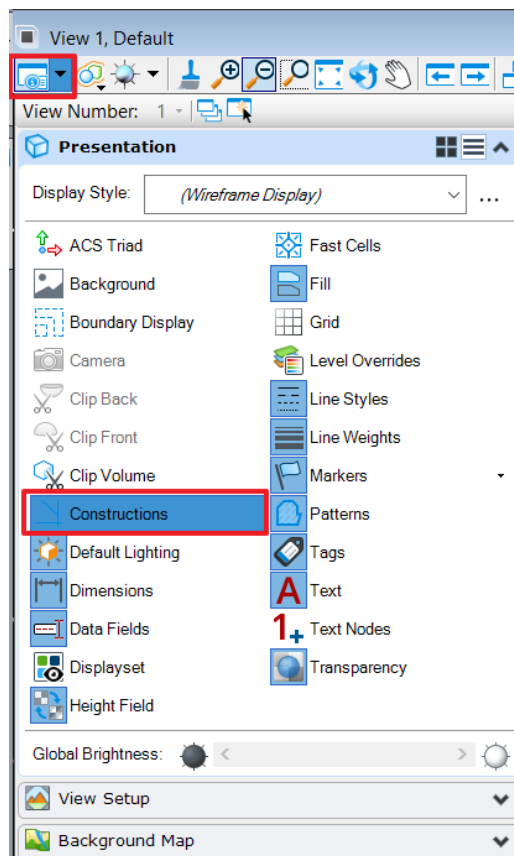 View 1, Default
View Number: 1
Presentation
Display Style: (Wireframe Display) ...
ACS Triad
Fast Cells
Background
Fill
Boundary Display
Grid
Camera
Level Overrides
Clip Back
Line Styles
Clip Front
Line Weights
Clip Volume
Markers
Constructions
Patterns
Default Lighting
Tags
Dimensions
A Text
Data Fields
1+ Text Nodes
Displayset
Transparency
Height Field
Global Brightness:
View Setup
Background Map